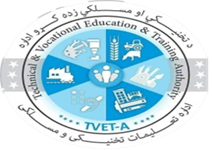 د تخنیکي او مسلکي زده کړو اداره
Technical & Vocational Education & Training Authority
TVET-A
اداره تعلیمات تخنیکی و مسلکی